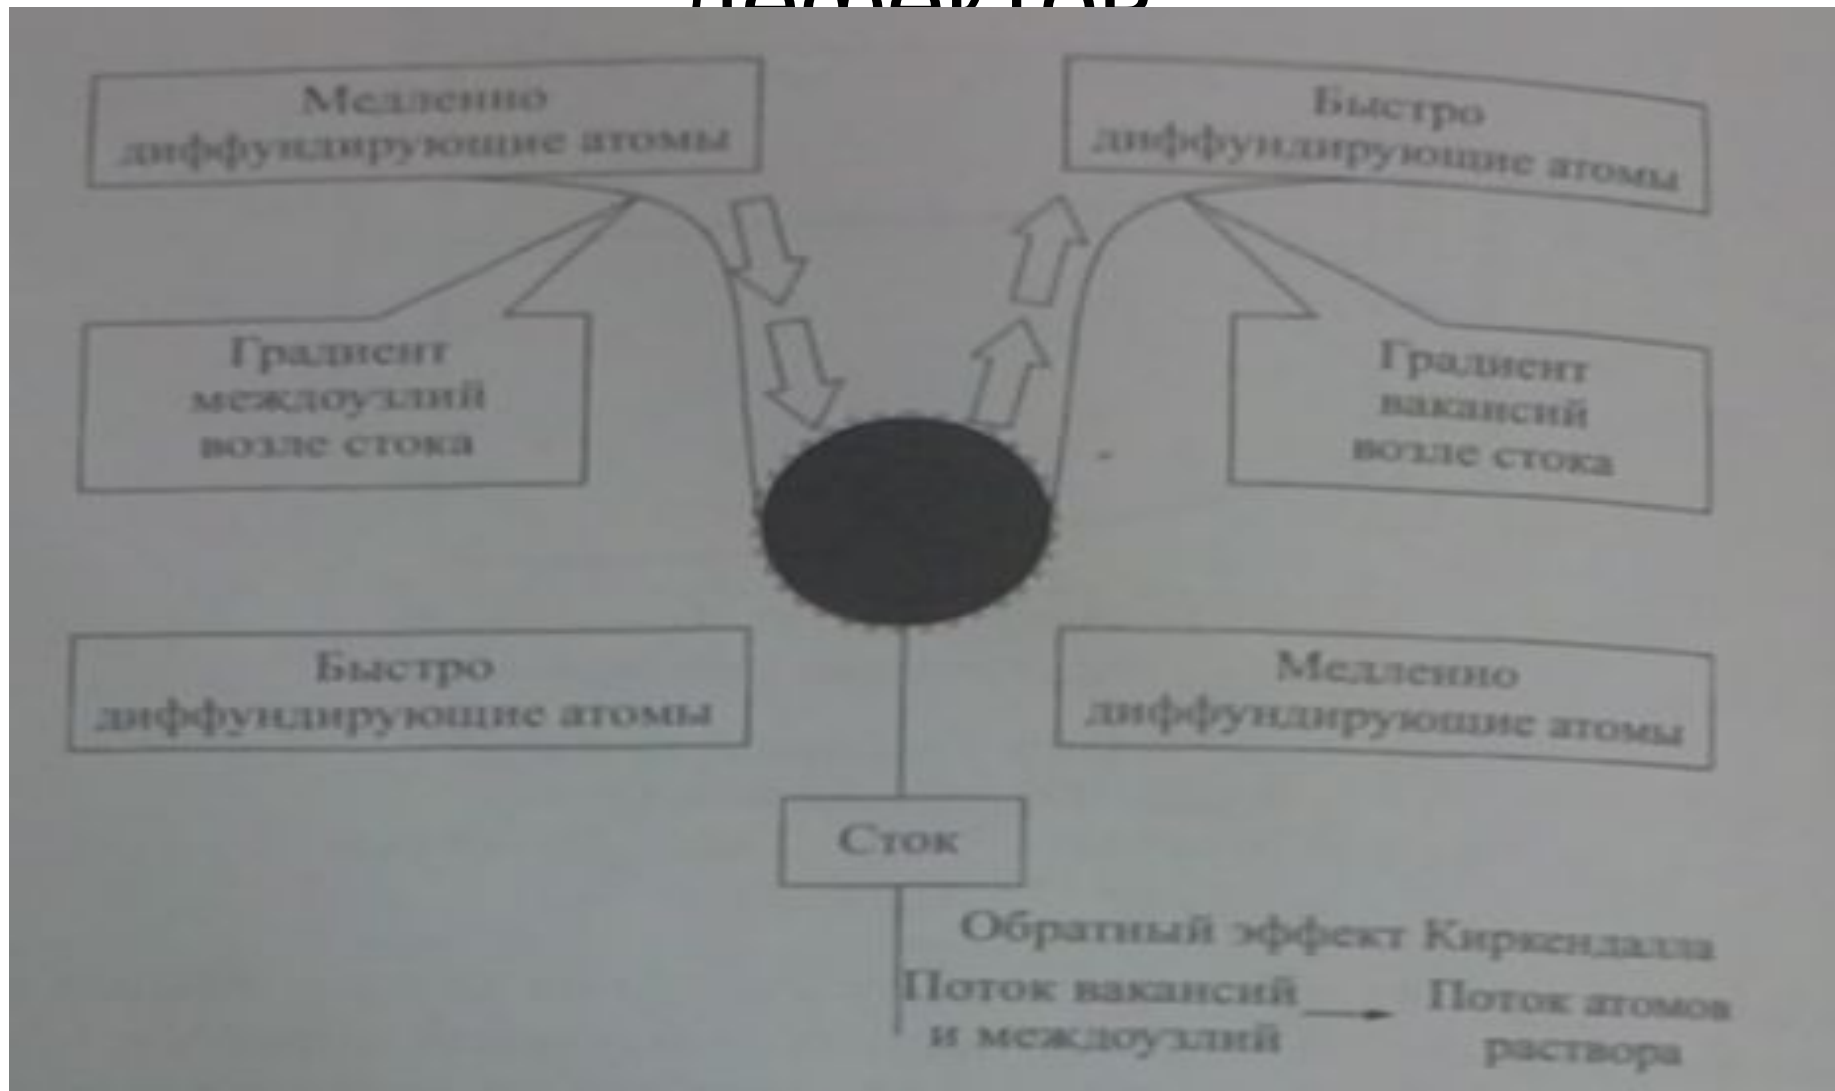 Медленно
диффундирующие атомы
Быстро
диффундирующие атомы
Градиент
междоузлий
возле стока
Градиент
вакансий
возле стока
Быстро
диффундирующие атомы
Медленно
диффундирующие атомы
Сток
Обратный эффект Киркендалла
Поток вакансий
и междоузлий
Поток атомов
раствора